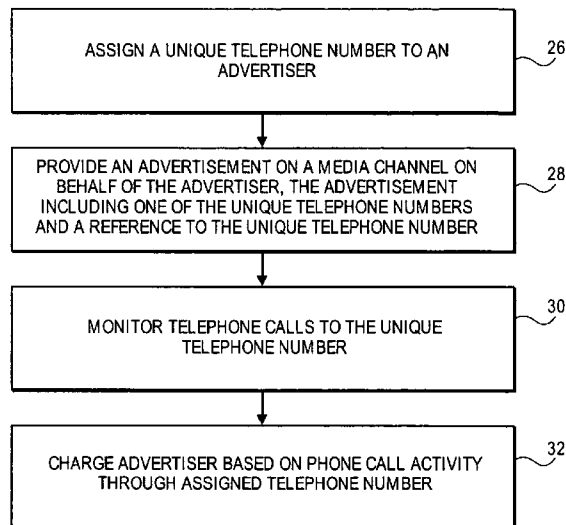 ASSIGN A UNIQUE TELEPHONE NUMBER TO AN
ADVERTISER
26
PROVIDE AN ADVERTISEMENT ON A MEDIA CHANNEL ON
BEHALF OF THE ADVERTISER, THE ADVERTISEMENT
INCLUDING ONE OF THE UNIQUE TELEPHONE NUMBERS
AND A REFERENCE TO THE UNIQUE TELEPHONE NUMBER
28
MONITOR TELEPHONE CALLS TO THE UNIQUE
TELEPHONE NUMBER
30
CHARGE ADVERTISER BASED ON PHONE CALL ACTIVITY
THROUGH ASSIGNED TELEPHONE NUMBER
32